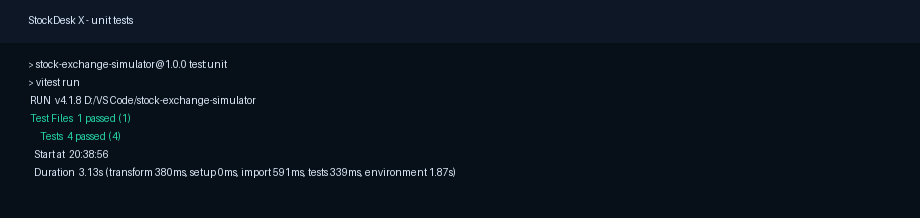 StockDesk X - unit tests
> stock-exchange-simulator@1.0.0 test:unit
> vitest run
RUN v4.1.8 D:/VS Code/stock-exchange-simulator
Test Files 1 passed (1)
Tests 4 passed (4)
Start at 20:38:56
Duration 3.13s (transform 380ms, setup 0ms, import 591ms, tests 339ms, environment 1.87s)